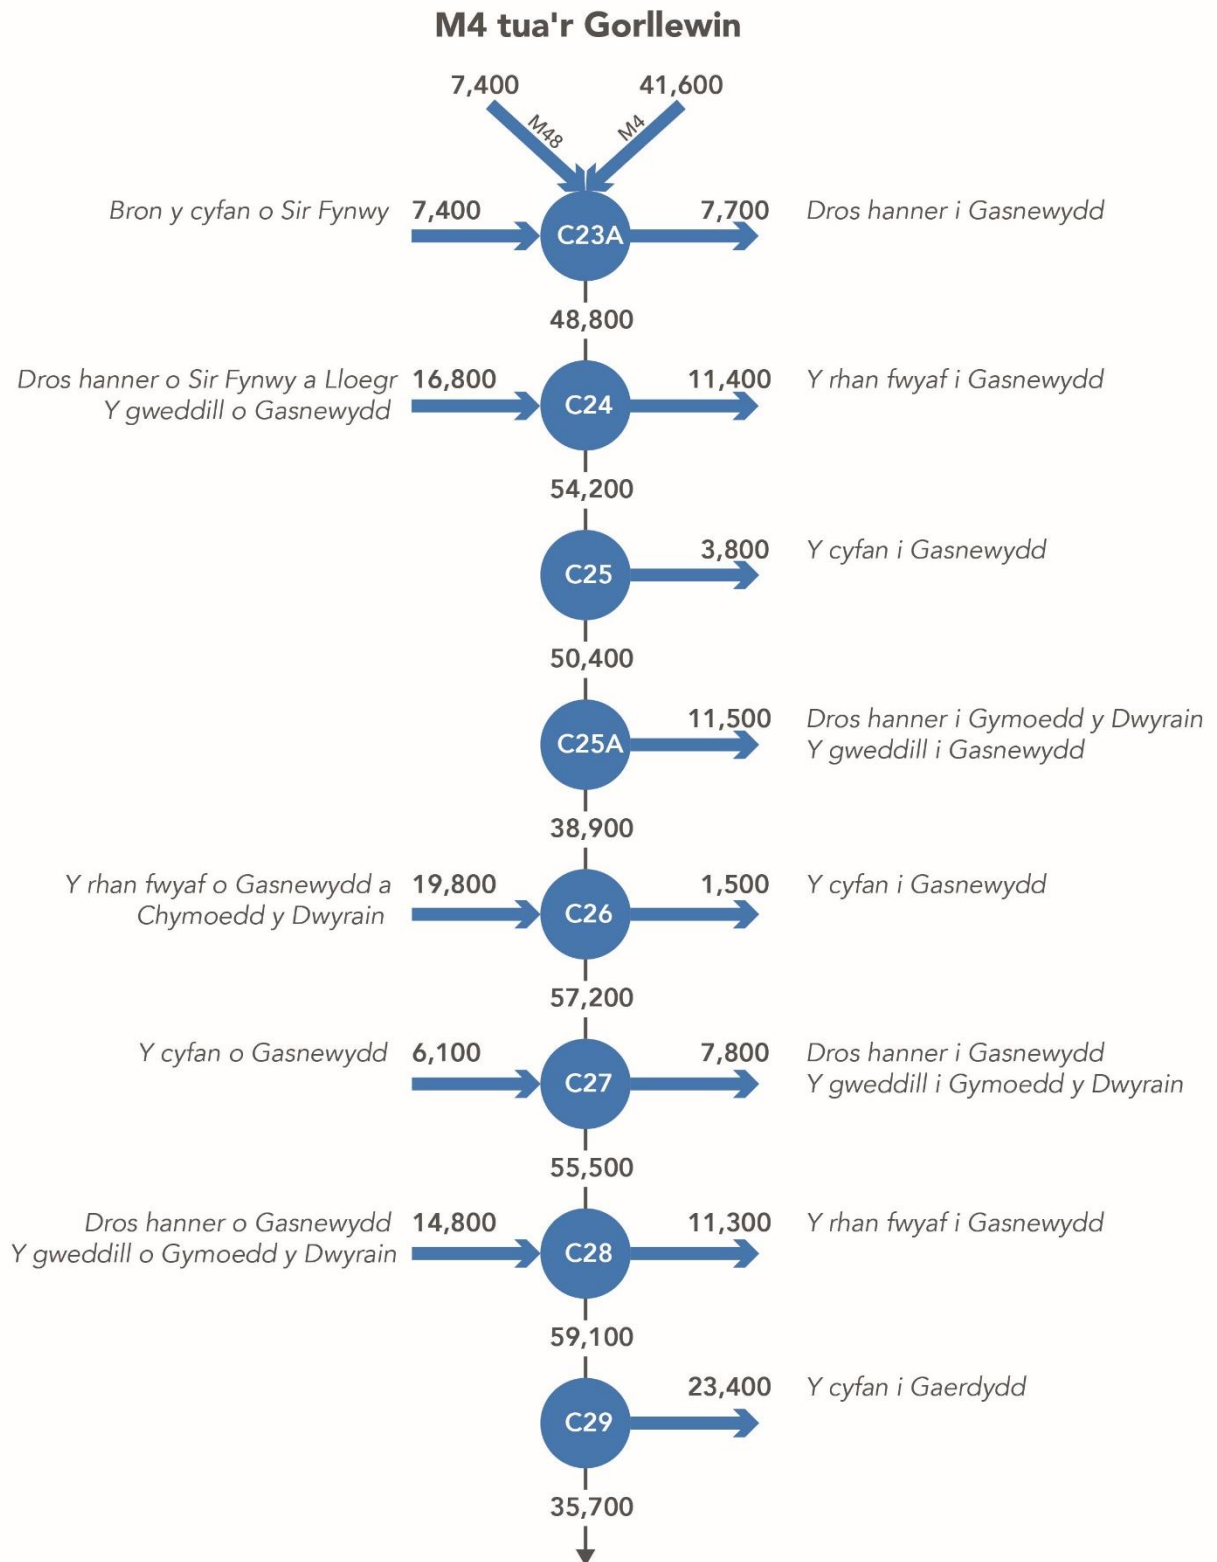 M4 tua'r Gorllewin
7,400
41,600
M48
M4
Bron y cyfan o Sir Fynwy
7,400
C23A
7,700
Dros hanner i Gasnewydd
48,800
Dros hanner o Sir Fynwy a Lloegr
Y gweddill o Gasnewydd
16,800
C24
11,400
Y rhan fwyaf i Gasnewydd
54,200
C25
3,800
Y cyfan i Gasnewydd
50,400
C25A
11,500
Dros hanner i Gymoedd y Dwyrain
Y gweddill i Gasnewydd
38,900
Y rhan fwyaf o Gasnewydd a
Chymoedd y Dwyrain
19,800
C26
1,500
Y cyfan i Gasnewydd
57,200
Y cyfan o Gasnewydd
6,100
C27
7,800
Dros hanner i Gasnewydd
Y gweddill i Gymoedd y Dwyrain
55,500
Dros hanner o Gasnewydd
Y gweddill o Gymoedd y Dwyrain
14,800
C28
11,300
Y rhan fwyaf i Gasnewydd
59,100
C29
23,400
Y cyfan i Gaerdydd
35,700